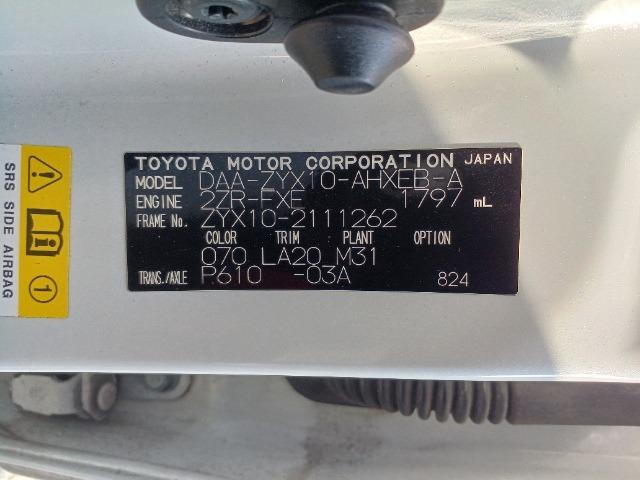 TOYOTA MOTOR CORPORATION JAPAN
MODEL DAA-ZYX10-AHXEB-A
ENGINE 2ZR-FXE 1797 mL
FRAME No. ZYX10-2111262
COLOR TRIM PLANT OPTION
070 LA20 M31
TRANS./AXLE P610 -03A 824
SRS SIDE AIRBAG
1